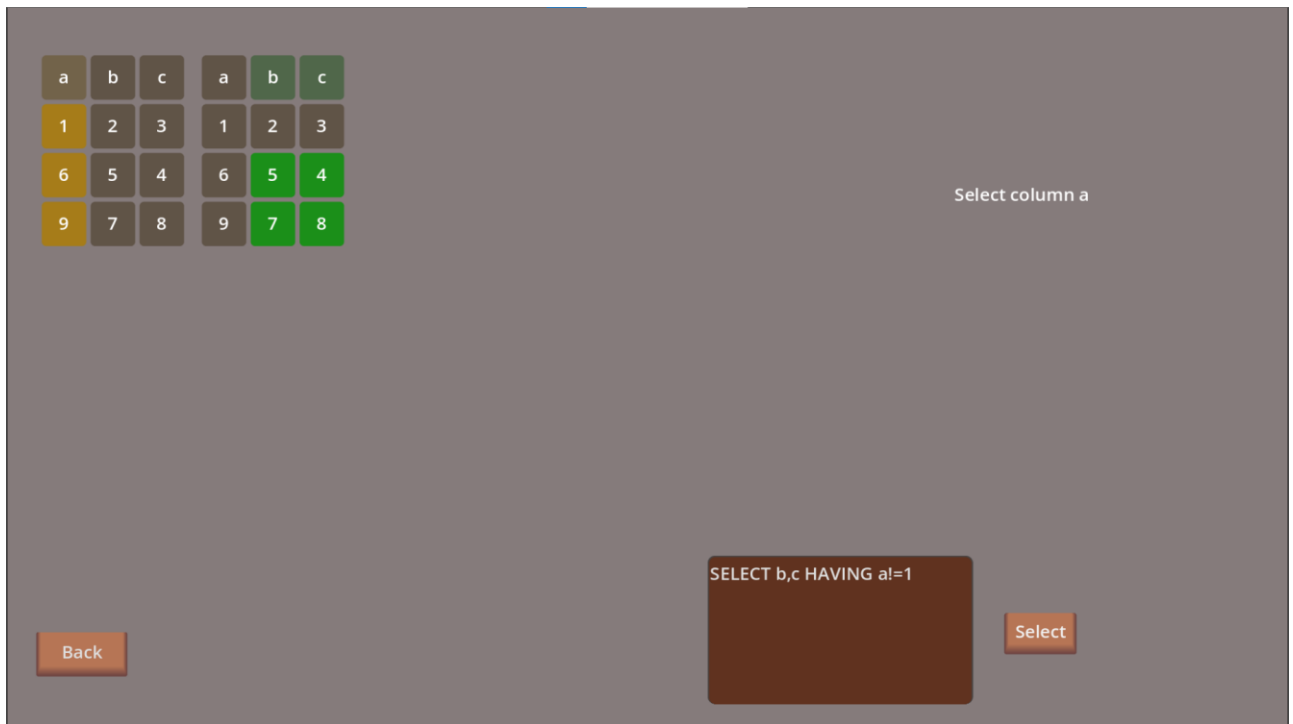 a b c a b c
1 2 3 1 2 3
6 5 4 6 5 4
9 7 8 9 7 8
Select column a
SELECT b,c HAVING a!=1
Select
Back